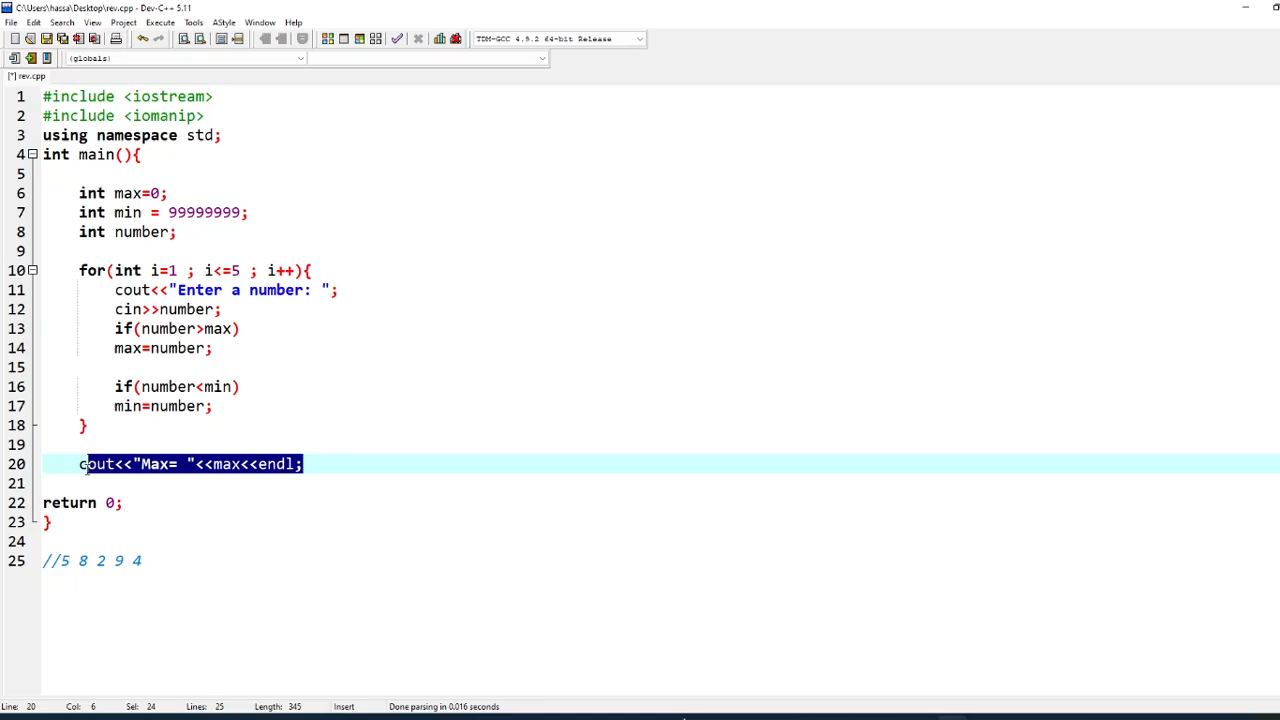 C:\Users\hassa\Desktop\rev.cpp - Dev-C++ 5.11
File Edit Search View Project Execute Tools AStyle Window Help
TDM-GCC 4.9.2 64-bit Release
(globals)
[*] rev.cpp
1 #include <iostream>
2 #include <iomanip>
3 using namespace std;
4 int main(){
5
6 int max=0;
7 int min = 99999999;
8 int number;
9
10 for(int i=1 ; i<=5 ; i++){
11 cout<<"Enter a number: ";
12 cin>>number;
13 if(number>max)
14 max=number;
15
16 if(number<min)
17 min=number;
18 }
19
20 cout<<"Max= "<<max<<endl;
21
22 return 0;
23 }
24
25 //5 8 2 9 4
Line: 20 Col: 6 Sel: 24 Lines: 25 Length: 345 Insert Done parsing in 0.016 seconds